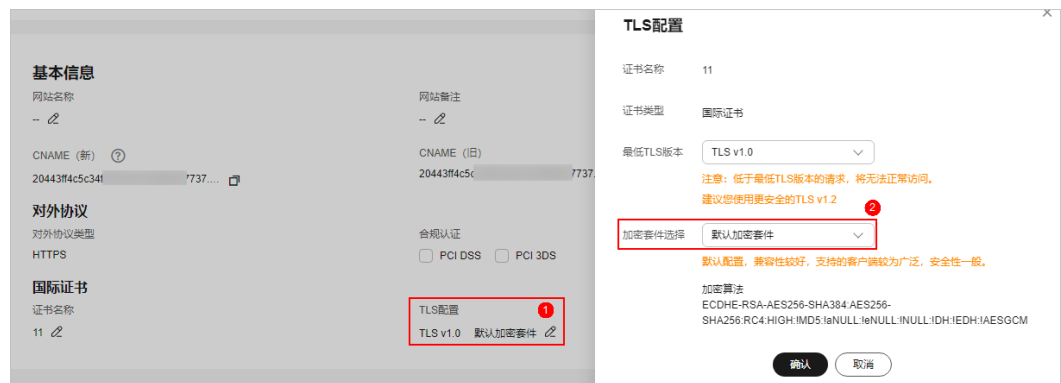 基本信息
网站名称
网站备注
--
--
CNAME（新） ?
CNAME（旧）
20443ff4c5c34f
7737....
20443ff4c5c
7737.
对外协议
对外协议类型
合规认证
HTTPS
PCI DSS
PCI 3DS
国际证书
证书名称
TLS配置
1
11
TLS v1.0 默认加密套件
TLS配置
×
证书名称 11
证书类型 国际证书
最低TLS版本 TLS v1.0
注意：低于最低TLS版本的请求，将无法正常访问。
建议您使用更安全的TLS v1.2
2
加密套件选择 默认加密套件
默认配置，兼容性较好，支持的客户端较为广泛，安全性一般。
加密算法
ECDHE-RSA-AES256-SHA384:AES256-
SHA256:RC4:HIGH:!MD5:!aNULL:!eNULL:!NULL:!DH:!EDH:!AESGCM
确认 取消